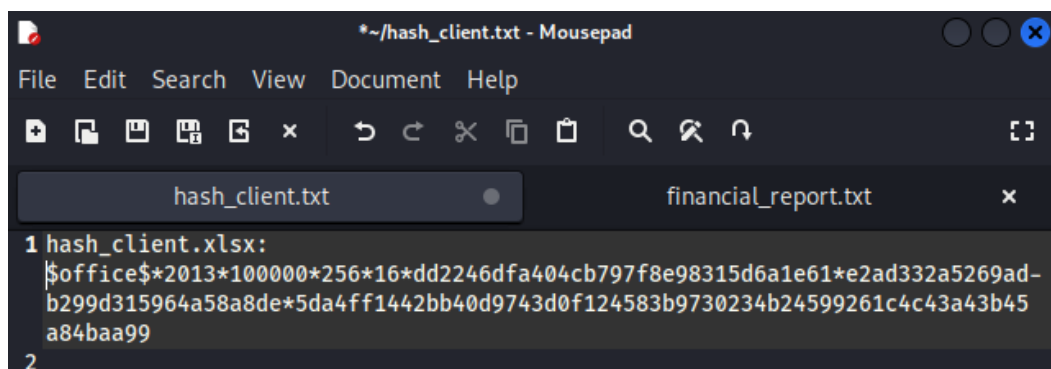 *~/hash_client.txt - Mousepad
File Edit Search View Document Help
hash_client.txt
financial_report.txt
1 hash_client.xlsx:
$office$*2013*100000*256*16*dd2246dfa404cb797f8e98315d6a1e61*e2ad332a5269ad-
b299d315964a58a8de*5da4ff1442bb40d9743d0f124583b9730234b24599261c4c43a43b45
a84baa99
2